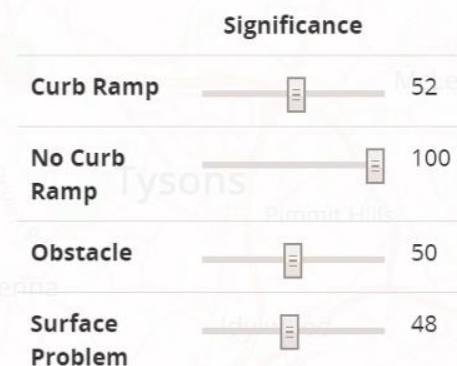 Significance
Curb Ramp 52
No Curb
Ramp 100
Obstacle 50
Surface
Problem 48
Tysons
Pimmit Hills